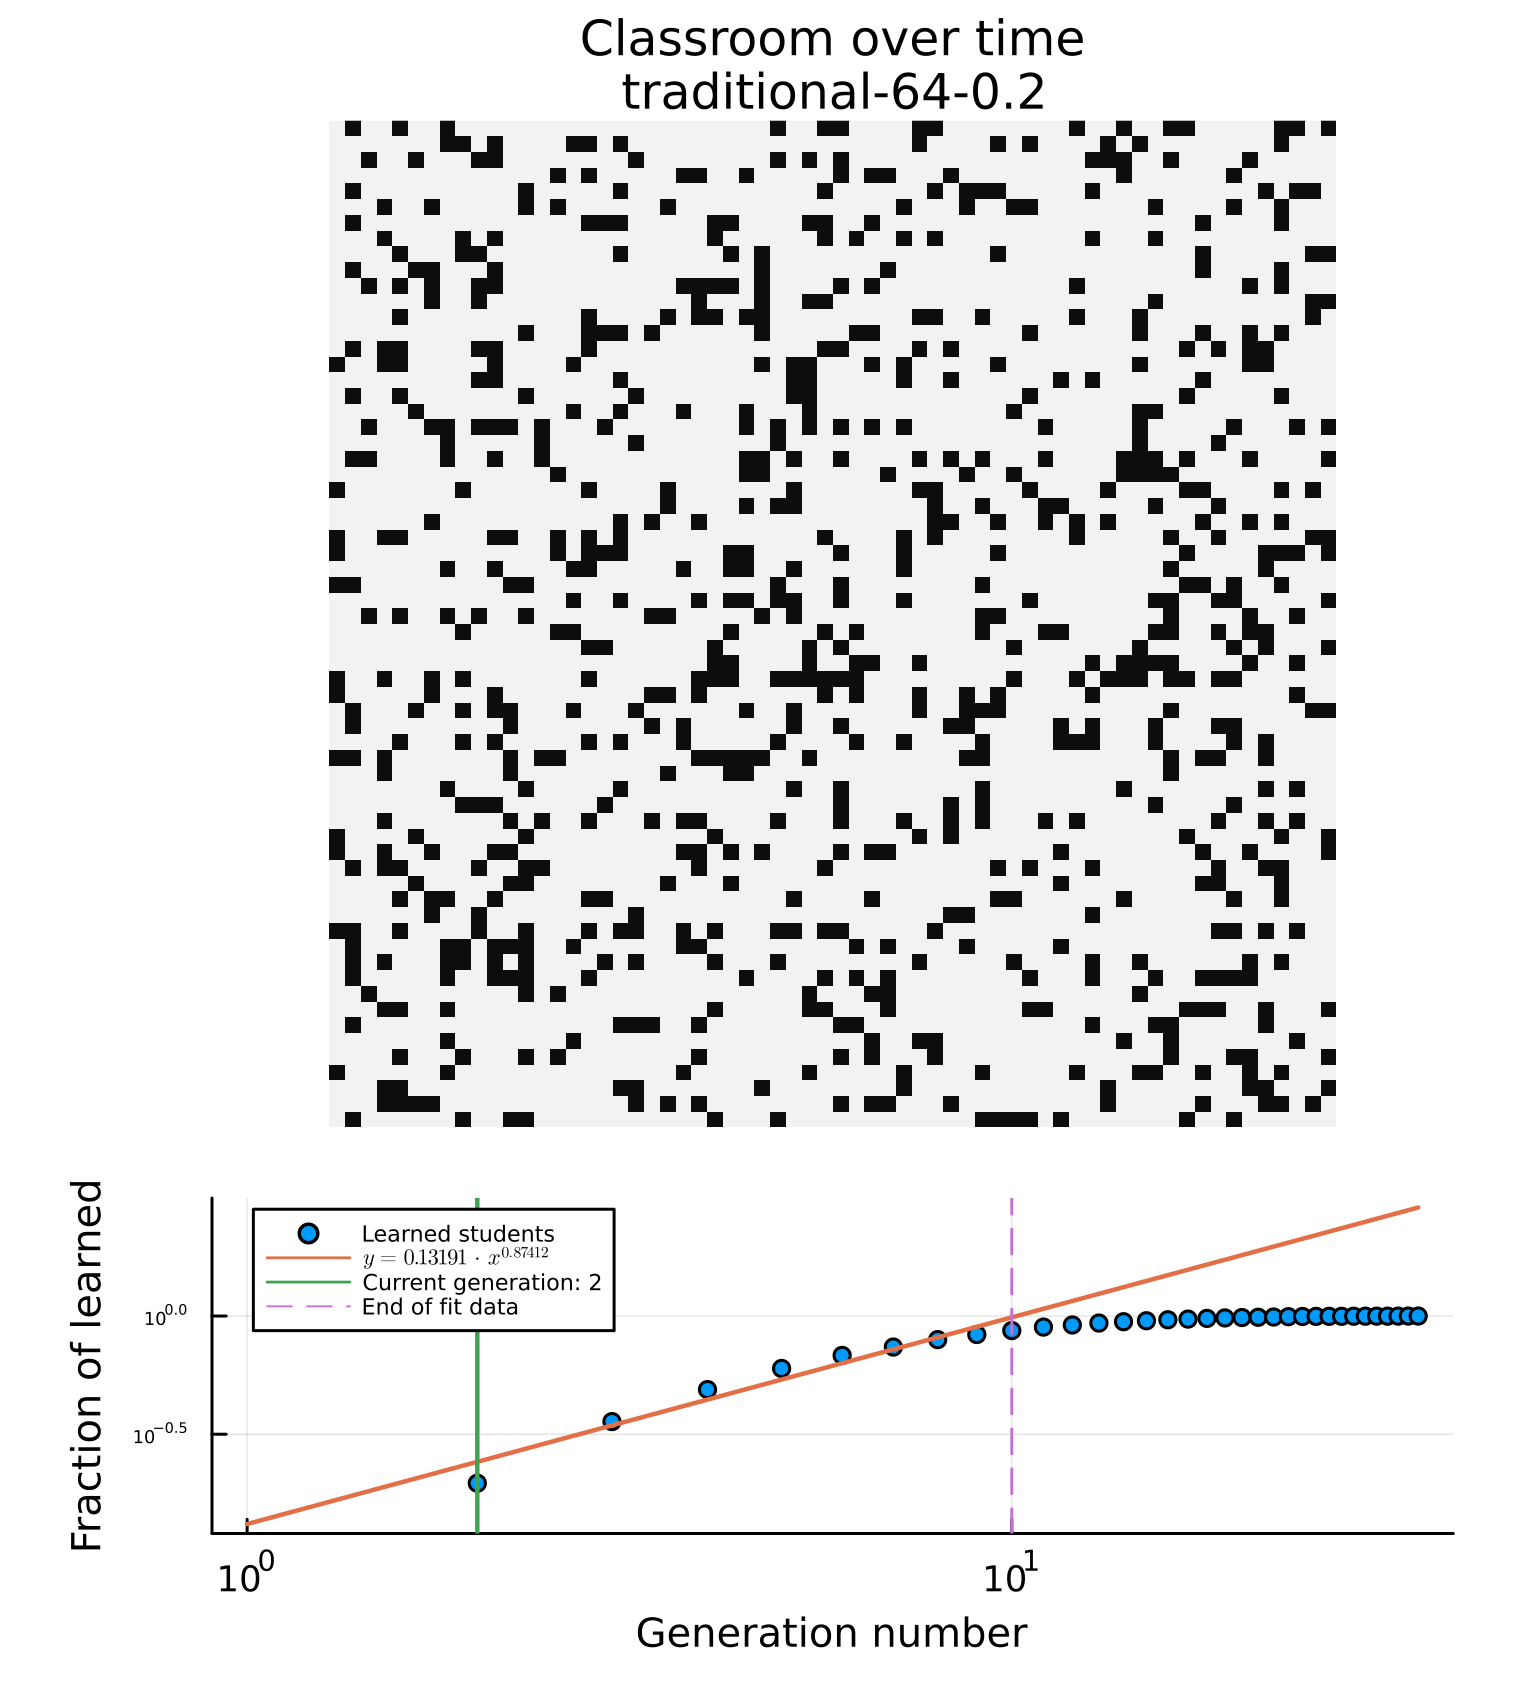 Classroom over time
traditional-64-0.2
Fraction of learned
Learned students
y = 0.13191 · x^0.87412
Current generation: 2
End of fit data
10^0.0
10^−0.5
10^0
10^1
Generation number